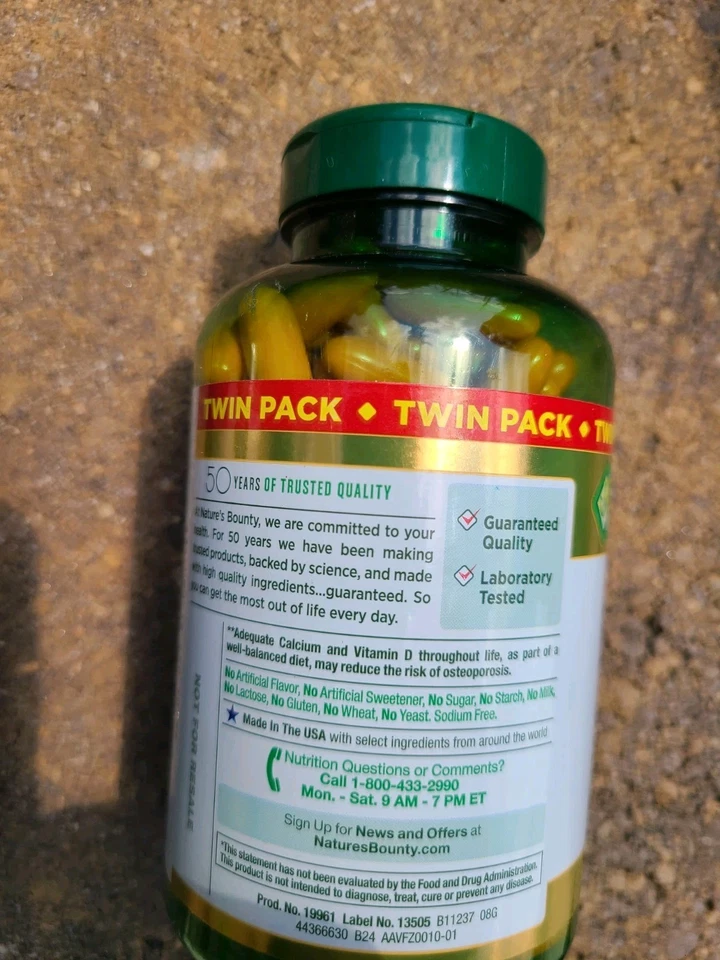 TWIN PACK ◆ TWIN PACK ◆
50 YEARS OF TRUSTED QUALITY
Nature's Bounty, we are committed to your
For 50 years we have been making
products, backed by science, and made
high quality ingredients...guaranteed. So
can get the most out of life every day.
Guaranteed
Quality
Laboratory
Tested
**Adequate Calcium and Vitamin D throughout life, as part of a
well-balanced diet, may reduce the risk of osteoporosis.
No Artificial Flavor, No Artificial Sweetener, No Sugar, No Starch, No Milk,
No Lactose, No Gluten, No Wheat, No Yeast. Sodium Free.
Made In The USA with select ingredients from around the world
Nutrition Questions or Comments?
Call 1-800-433-2990
Mon. - Sat. 9 AM - 7 PM ET
Sign Up for News and Offers at
NaturesBounty.com
*This statement has not been evaluated by the Food and Drug Administration.
This product is not intended to diagnose, treat, cure or prevent any disease.
Prod. No. 19961 Label No. 13505 B11237 08G
44366630 B24 AAVFZ0010-01
NOT FOR RESALE